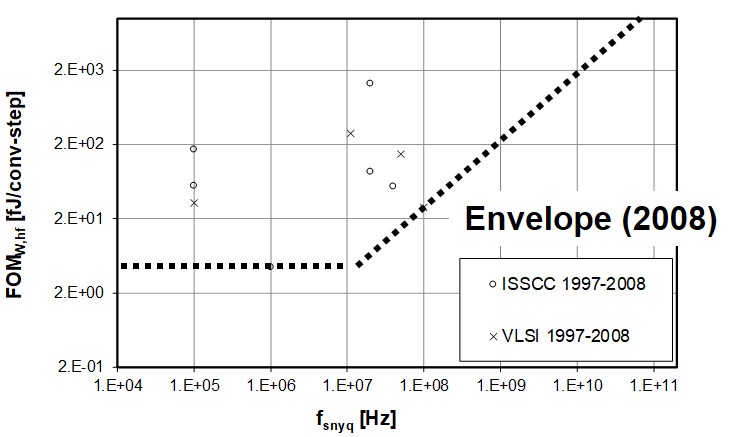 2.E+03
2.E+02
2.E+01
2.E+00
2.E-01
FOMW,hf [fJ/conv-step]
Envelope (2008)
ISSCC 1997-2008
VLSI 1997-2008
1.E+04 1.E+05 1.E+06 1.E+07 1.E+08 1.E+09 1.E+10 1.E+11
fsnyq [Hz]